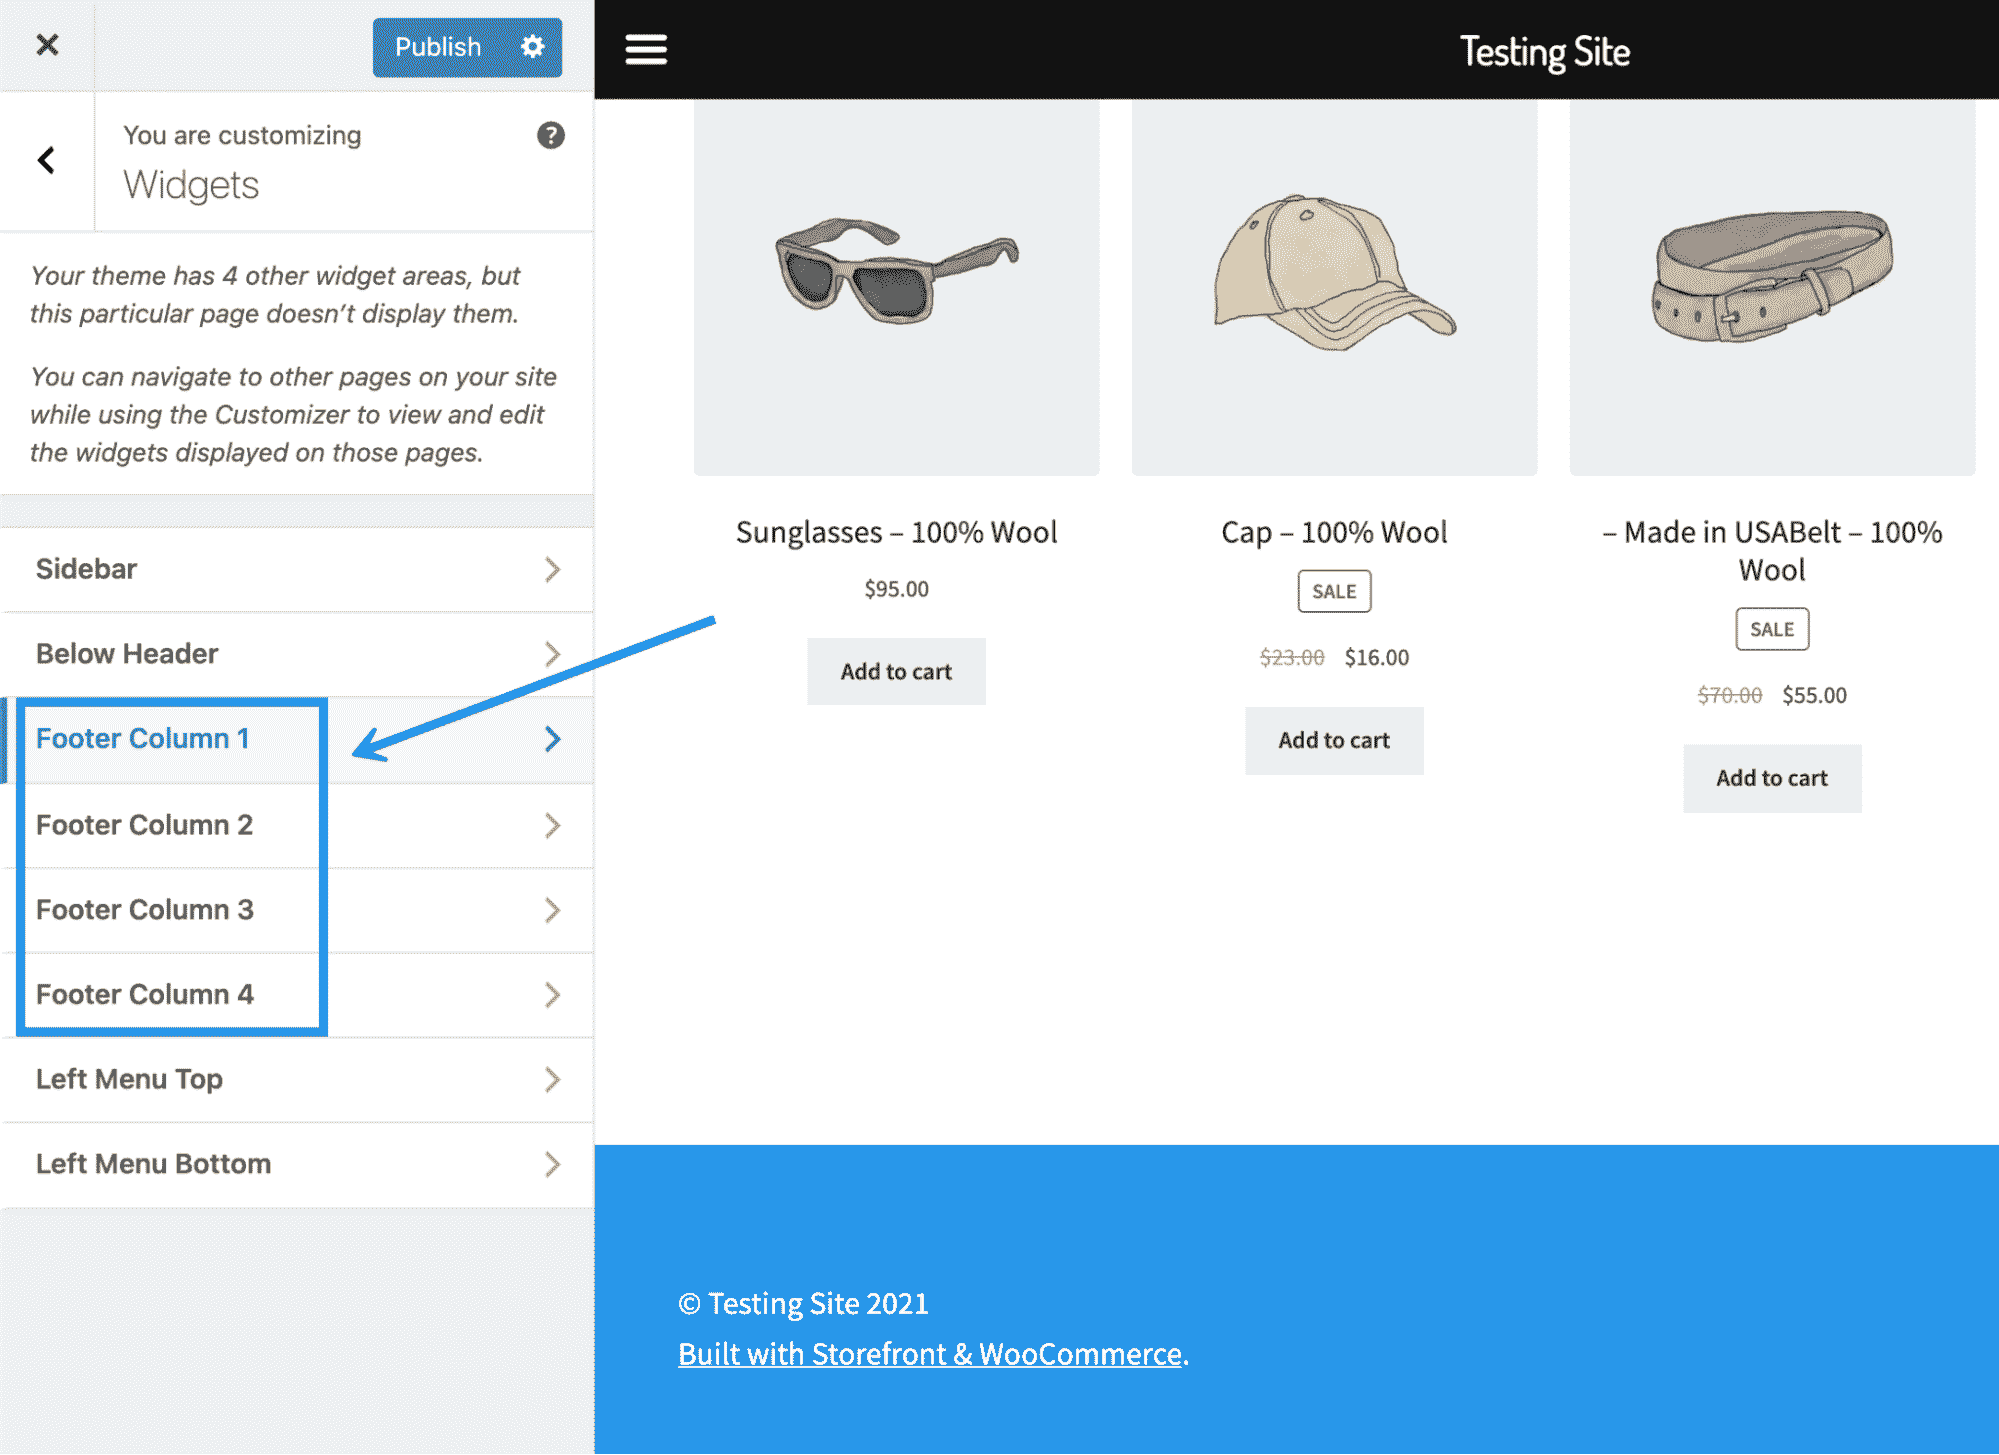 Publish
You are customizing
Widgets
Your theme has 4 other widget areas, but
this particular page doesn’t display them.
You can navigate to other pages on your site
while using the Customizer to view and edit
the widgets displayed on those pages.
Sidebar
Below Header
Footer Column 1
Footer Column 2
Footer Column 3
Footer Column 4
Left Menu Top
Left Menu Bottom
Testing Site
Sunglasses – 100% Wool
$95.00
Add to cart
Cap – 100% Wool
SALE
$23.00 $16.00
Add to cart
– Made in USABelt – 100%
Wool
SALE
$70.00 $55.00
Add to cart
© Testing Site 2021
Built with Storefront & WooCommerce.